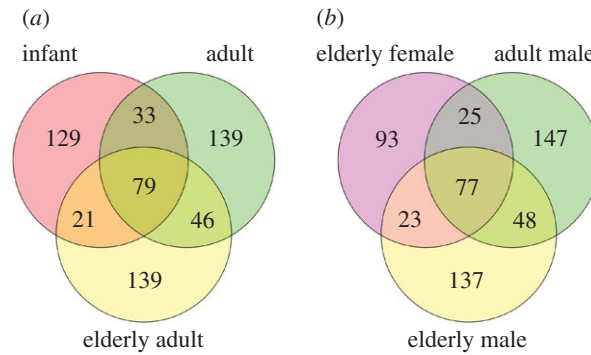 (a)
infant adult
33
129 139
79
21 46
139
elderly adult
(b)
elderly female adult male
25
93 147
77
23 48
137
elderly male